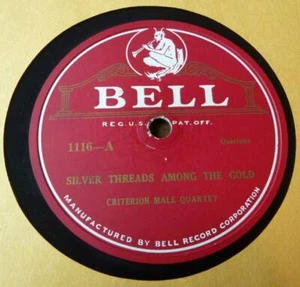 BELL
REG. U.S. PAT. OFF.
1116—A
Quartette
SILVER THREADS AMONG THE GOLD
CRITERION MALE QUARTET
MANUFACTURED BY BELL RECORD CORPORATION